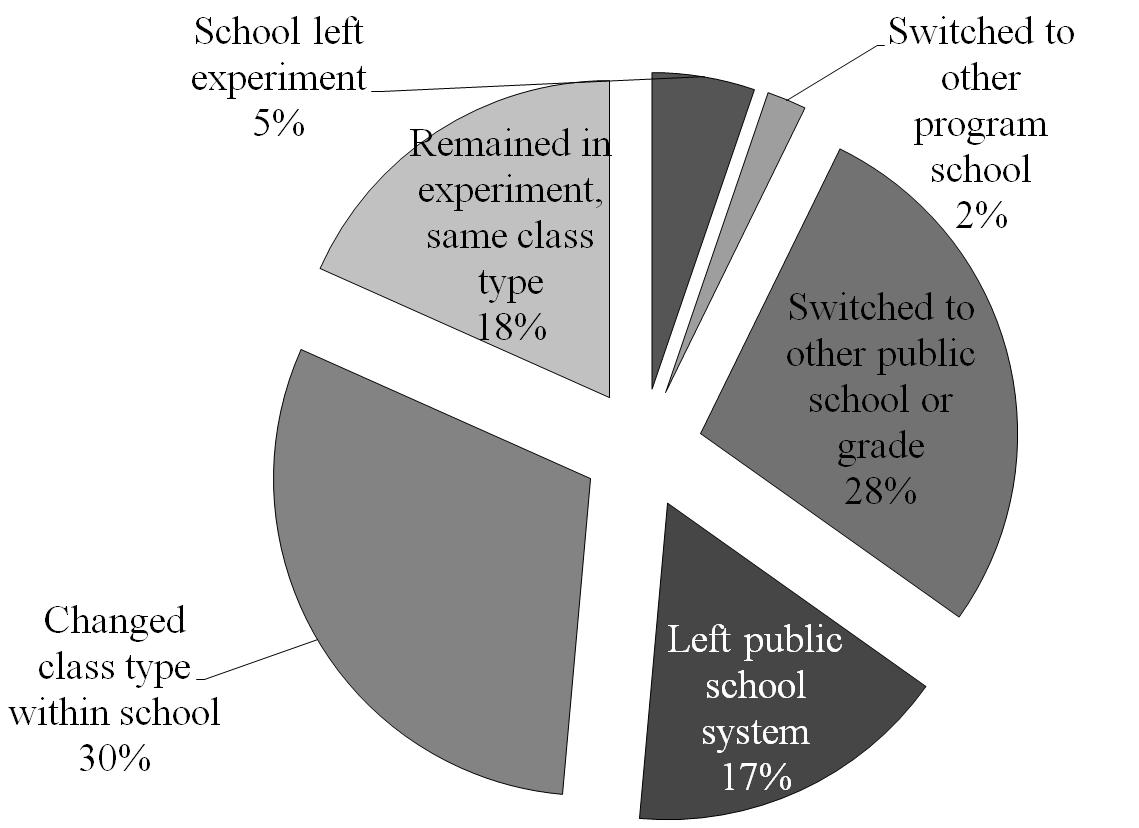 School left
experiment
5%
Switched to
other
program
school
2%
Remained in
experiment,
same class
type
18%
Switched to
other public
school or
grade
28%
Changed
class type
within school
30%
Left public
school
system
17%